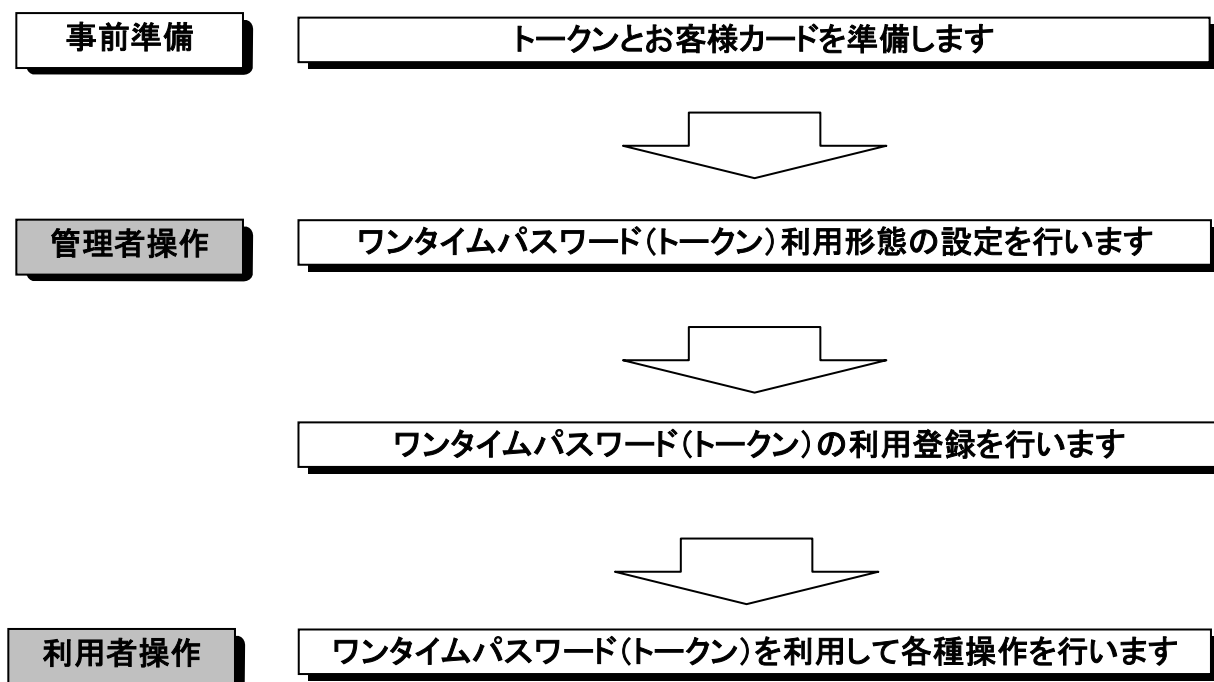 事前準備
トークンとお客様カードを準備します
管理者操作
ワンタイムパスワード（トークン）利用形態の設定を行います
ワンタイムパスワード（トークン）の利用登録を行います
利用者操作
ワンタイムパスワード（トークン）を利用して各種操作を行います